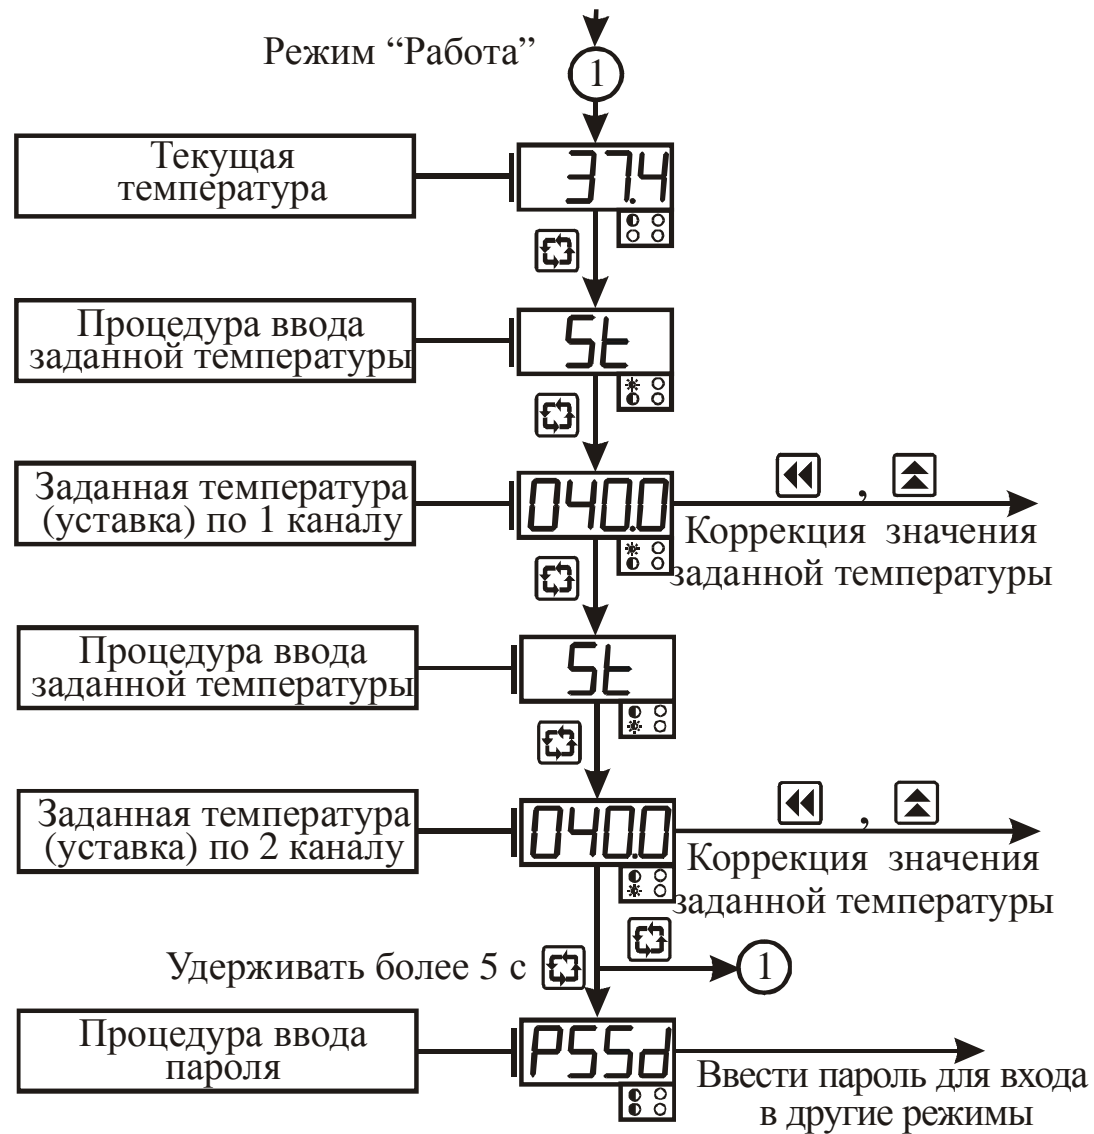 Режим “Работа”
1
Текущая
температура
37.4
Процедура ввода
заданной температуры
St
Заданная температура
(уставка) по 1 каналу
040.0
,
Коррекция значения
заданной температуры
Процедура ввода
заданной температуры
St
Заданная температура
(уставка) по 2 каналу
040.0
,
Коррекция значения
заданной температуры
Удерживать более 5 с
1
Процедура ввода
пароля
PSSd
Ввести пароль для входа
в другие режимы